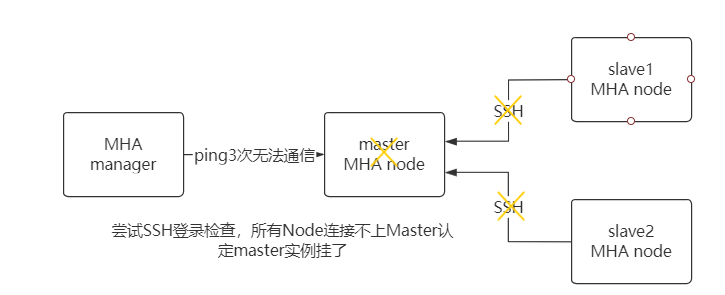 MHA
manager
ping3次无法通信
master
MHA node
SSH
slave1
MHA node
SSH
slave2
MHA node
尝试SSH登录检查，所有Node连接不上Master认
定master实例挂了